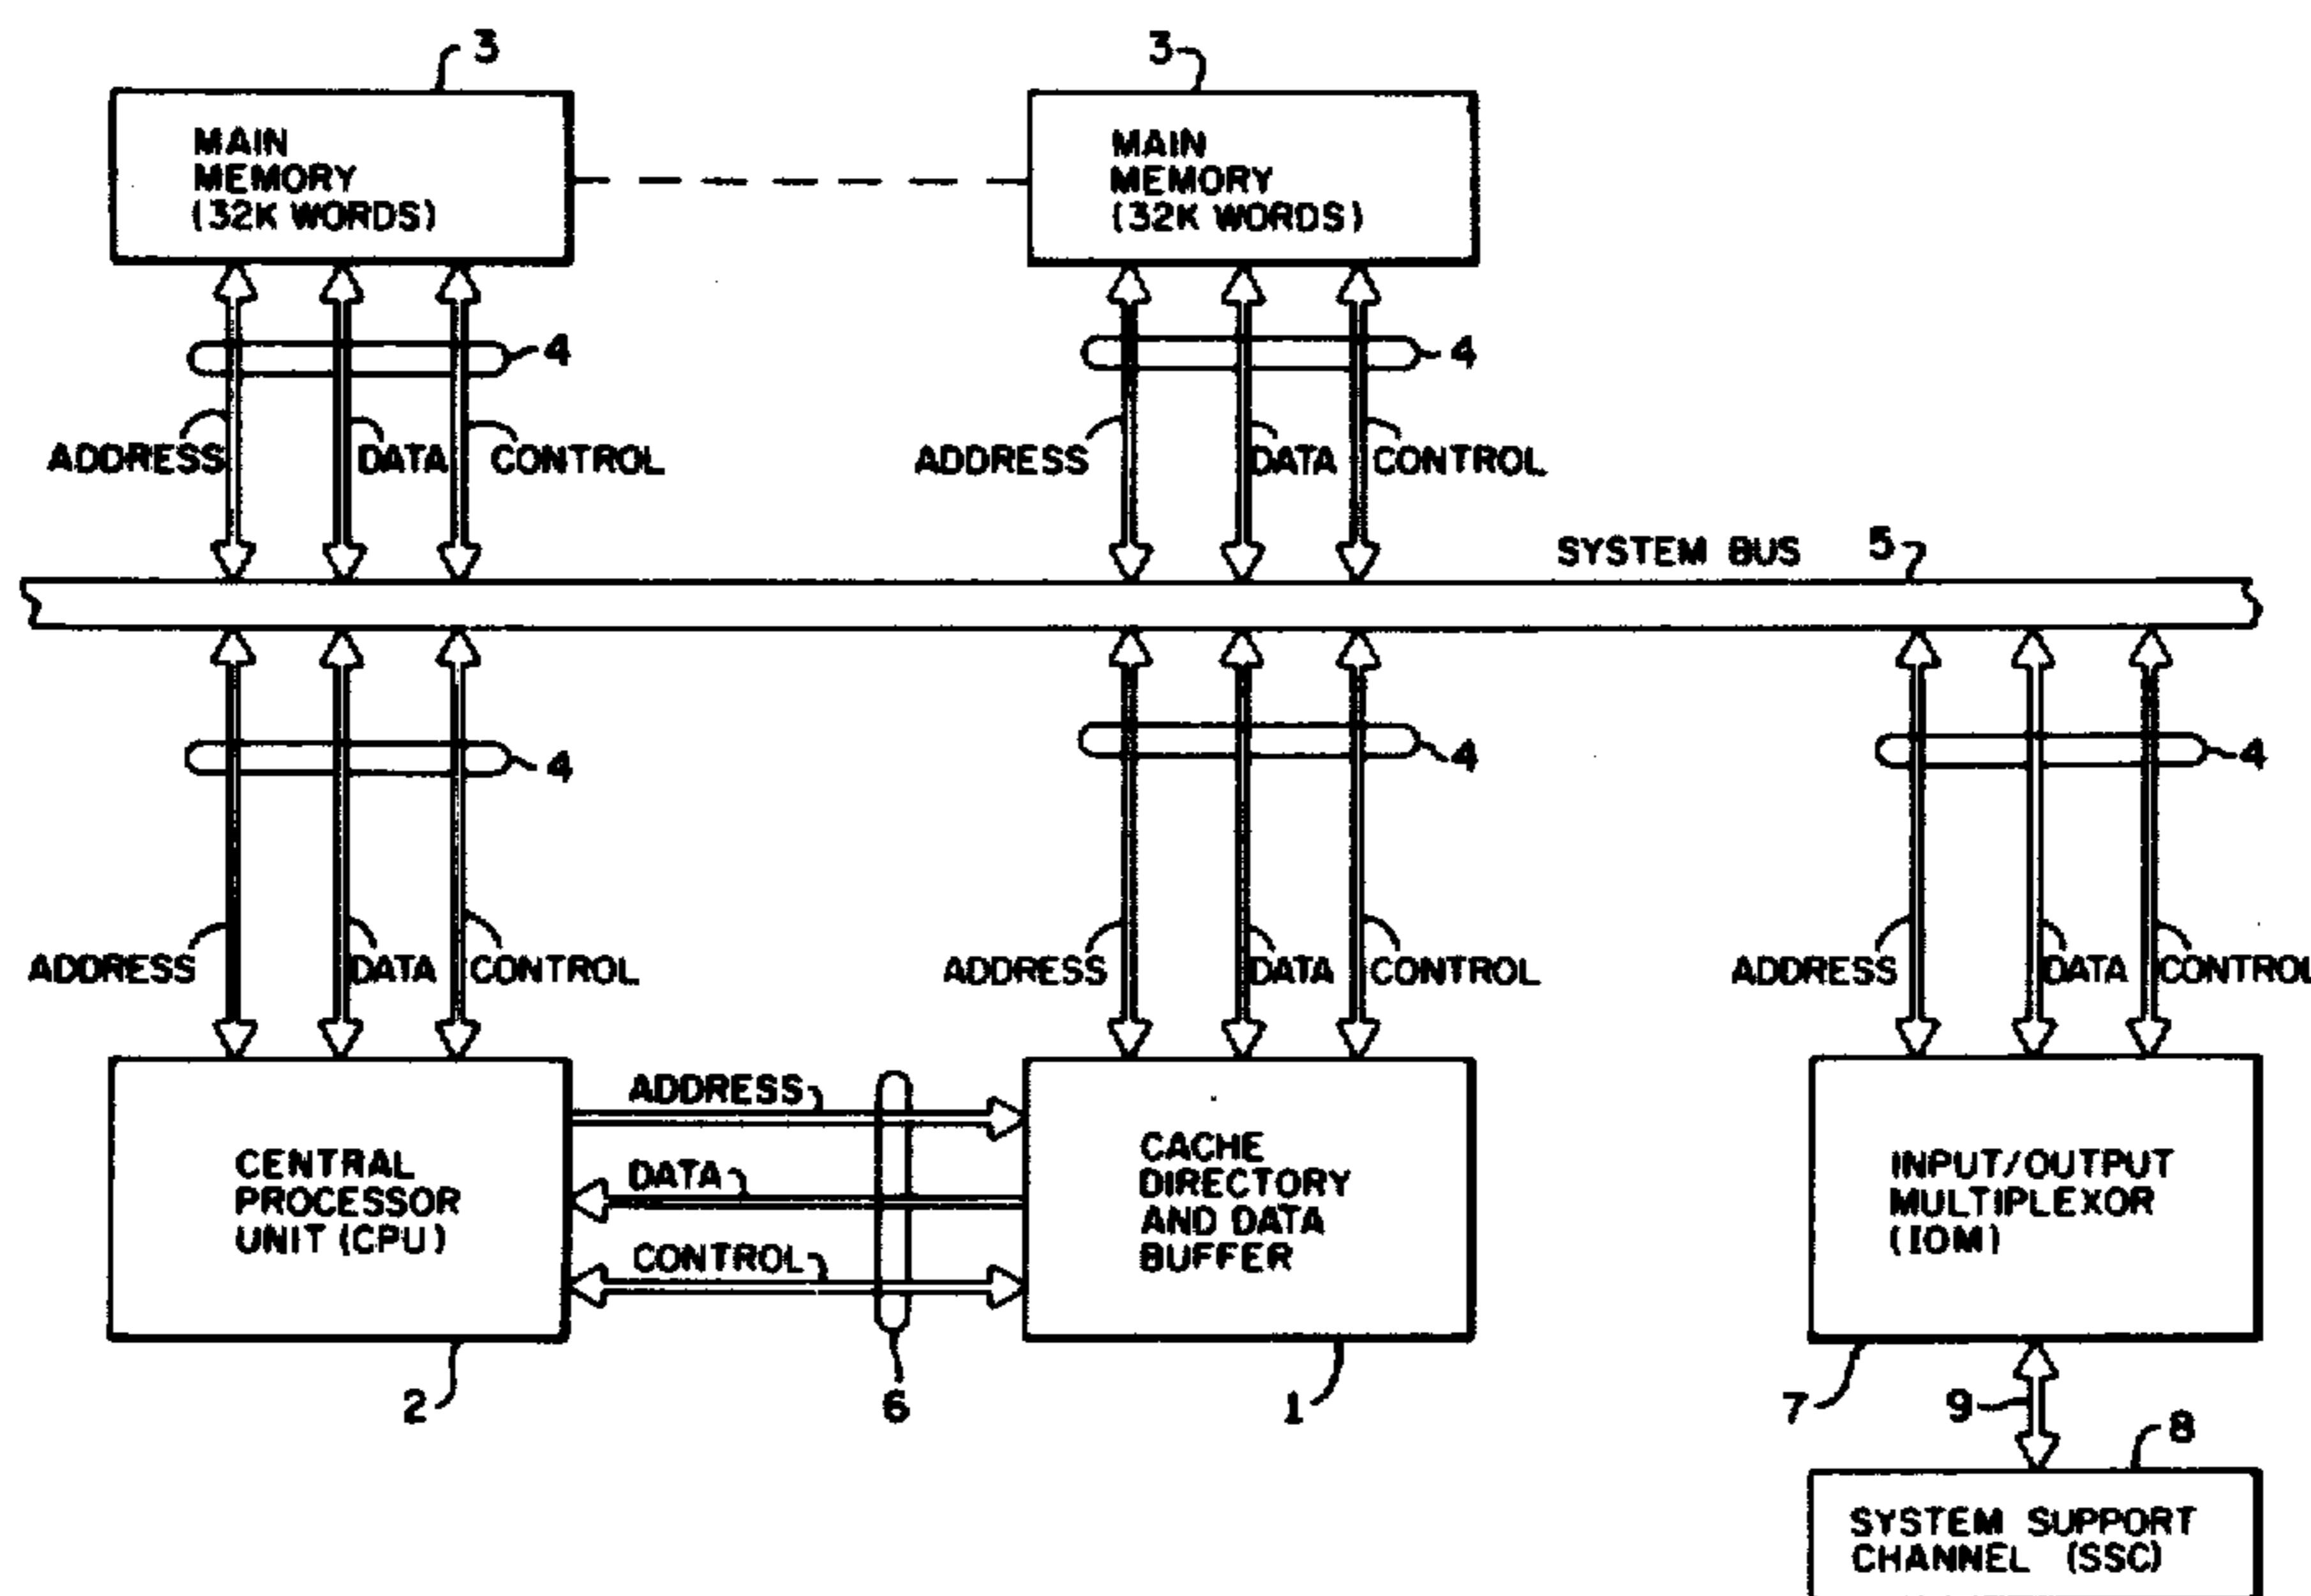 3
3
MAIN
MEMORY
(32K WORDS)
MAIN
MEMORY
(32K WORDS)
4
4
ADDRESS DATA CONTROL
ADDRESS DATA CONTROL
SYSTEM BUS 5
4
4
4
ADDRESS DATA CONTROL
ADDRESS DATA CONTROL
ADDRESS DATA CONTROL
CENTRAL
PROCESSOR
UNIT (CPU)
ADDRESS
DATA
CONTROL
CACHE
DIRECTORY
AND DATA
BUFFER
INPUT/OUTPUT
MULTIPLEXOR
(IOM)
2
6
1
7
9
8
SYSTEM SUPPORT
CHANNEL (SSC)